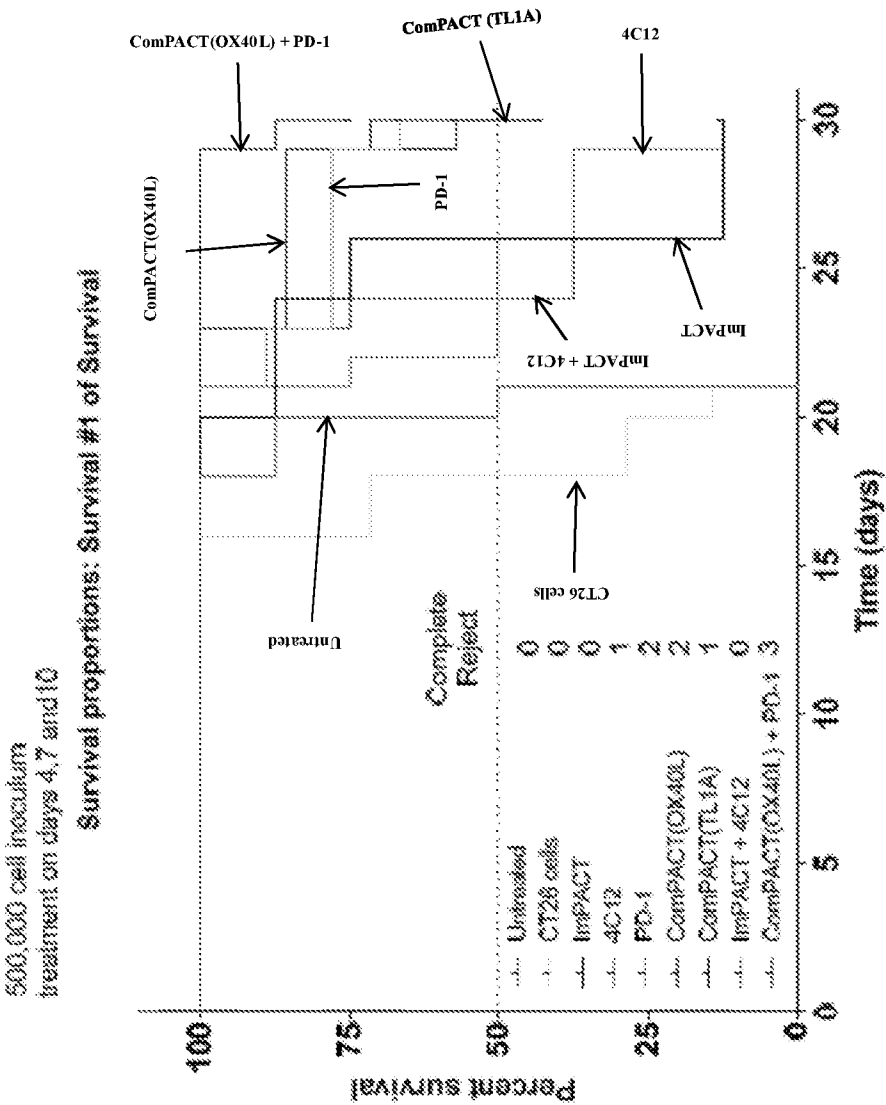 500,000 cell inoculum
treatment on days 4,7 and10
Survival proportions: Survival #1 of Survival
Percent survival
100
75
50
25
0
0
5
10
15
20
25
30
Time (days)
Complete
Reject
Untreated 0
CT26 cells 0
ImPACT 0
4C12 1
PD-1 2
ComPACT(OX40L) 2
ComPACT(TL1A) 1
ImPACT + 4C12 0
ComPACT(OX40L) + PD-1 3
Untreated
CT26 cells
ImPACT + 4C12
ImPACT
ComPACT(OX40L)
PD-1
ComPACT(OX40L) + PD-1
ComPACT (TL1A)
4C12